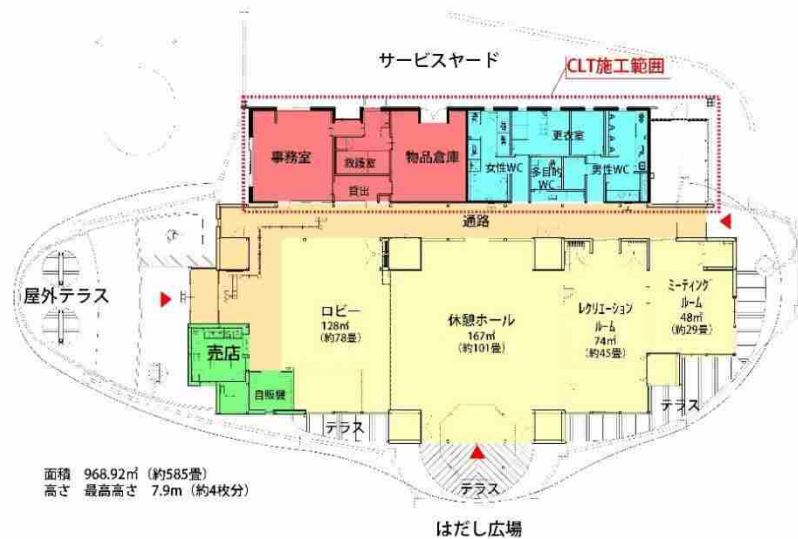 サービスヤード
CLT施工範囲
事務室
救護室
物品倉庫
貸出
女性WC
更衣室
多目的
WC
男性WC
通路
屋外テラス
ロビー
128㎡
(約78畳)
休憩ホール
167㎡
(約101畳)
レクリエーション
ルーム
74㎡
(約45畳)
ミーティング
ルーム
48㎡
(約29畳)
売店
自販機
テラス
テラス
テラス
面積 968.92㎡(約585畳)
高さ 最高高さ 7.9m(約4枚分)
はだし広場